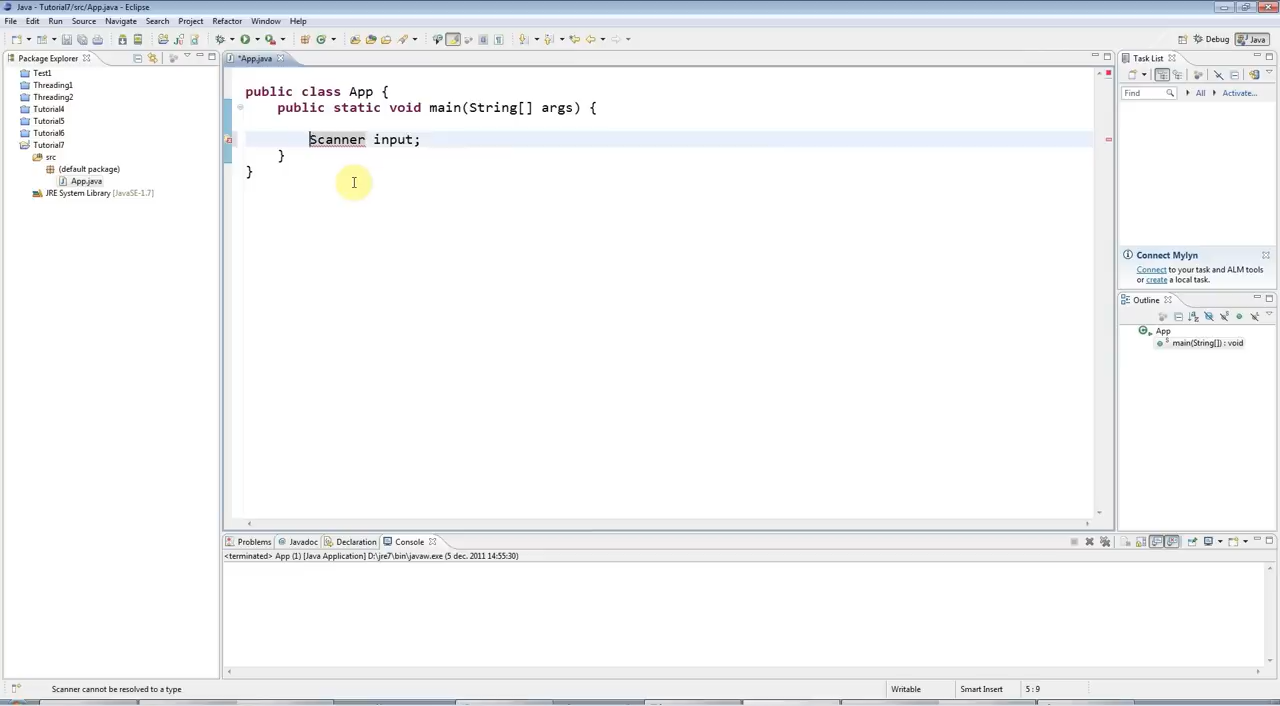 Java - Tutorial7/src/App.java - Eclipse
File Edit Run Source Navigate Search Project Refactor Window Help
Debug Java
Package Explorer
*App.java
Task List
Test1
Threading1
Threading2
Tutorial4
Tutorial5
Tutorial6
Tutorial7
src
(default package)
App.java
JRE System Library [JavaSE-1.7]
public class App {
public static void main(String[] args) {
Scanner input;
}
}
Find All Activate...
Connect Mylyn
Connect to your task and ALM tools
or create a local task.
Outline
App
main(String[]) : void
Problems Javadoc Declaration Console
<terminated> App (1) [Java Application] D:\jre7\bin\javaw.exe (5 dec. 2011 14:55:30)
Scanner cannot be resolved to a type
Writable Smart Insert 5 : 9